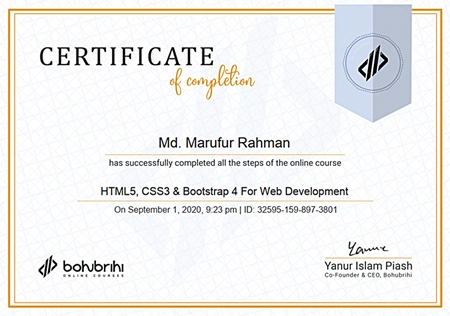 CERTIFICATE
of completion
Md. Marufur Rahman
has successfully completed all the steps of the online course
HTML5, CSS3 & Bootstrap 4 For Web Development
On September 1, 2020, 9:23 pm | ID: 32595-159-897-3801
bohubrihi
ONLINE COURSES
Yanur Islam Piash
Co-Founder & CEO, Bohubrihi